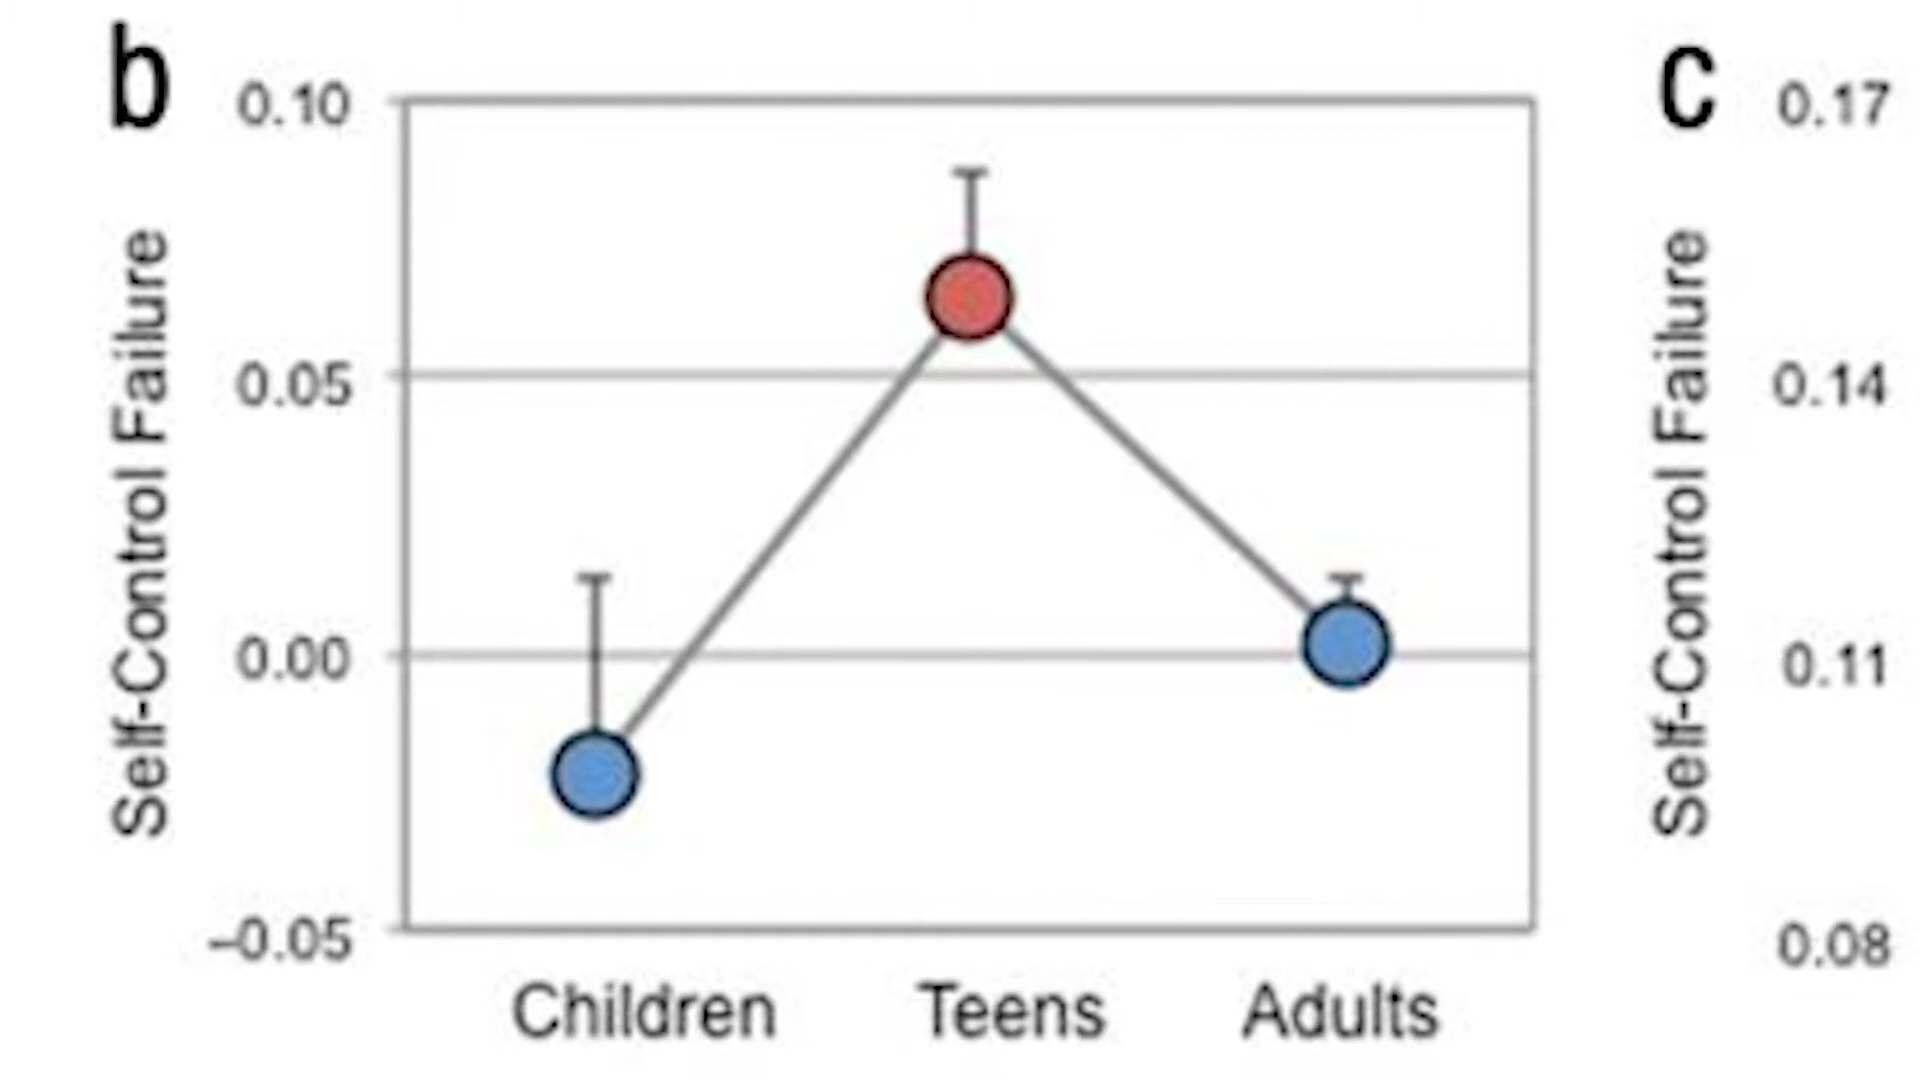 b
0.10
0.05
0.00
–0.05
Self-Control Failure
Children
Teens
Adults
c
0.17
0.14
0.11
0.08
Self-Control Failure